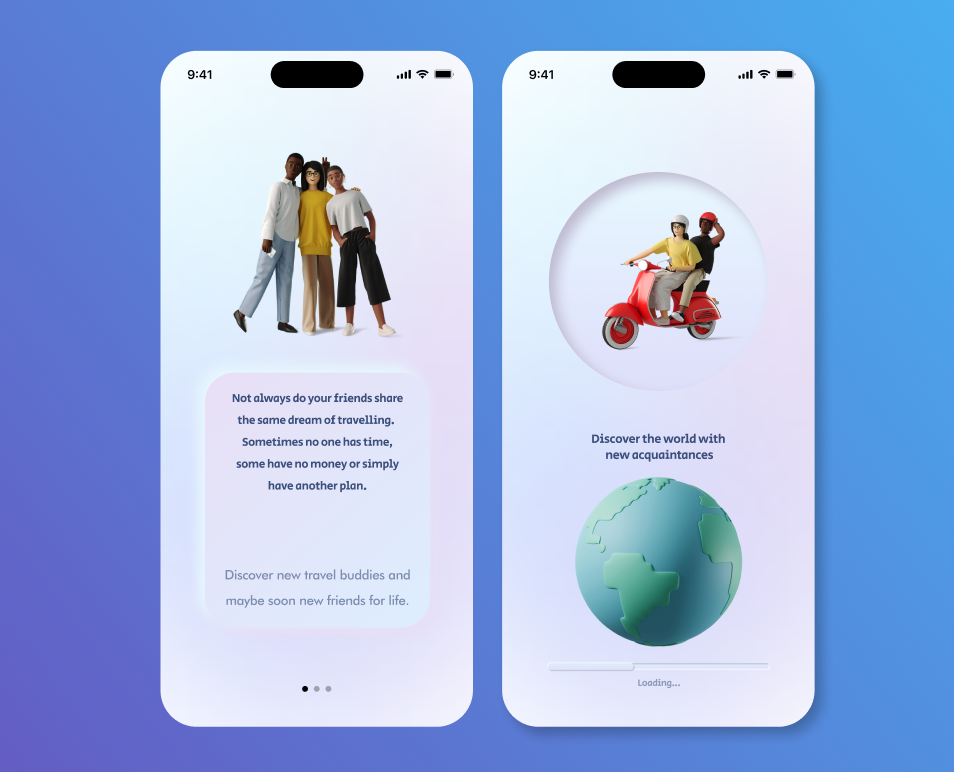 9:41
Not always do your friends share
the same dream of travelling.
Sometimes no one has time,
some have no money or simply
have another plan.
Discover new travel buddies and
maybe soon new friends for life.
9:41
Discover the world with
new acquaintances
Loading...